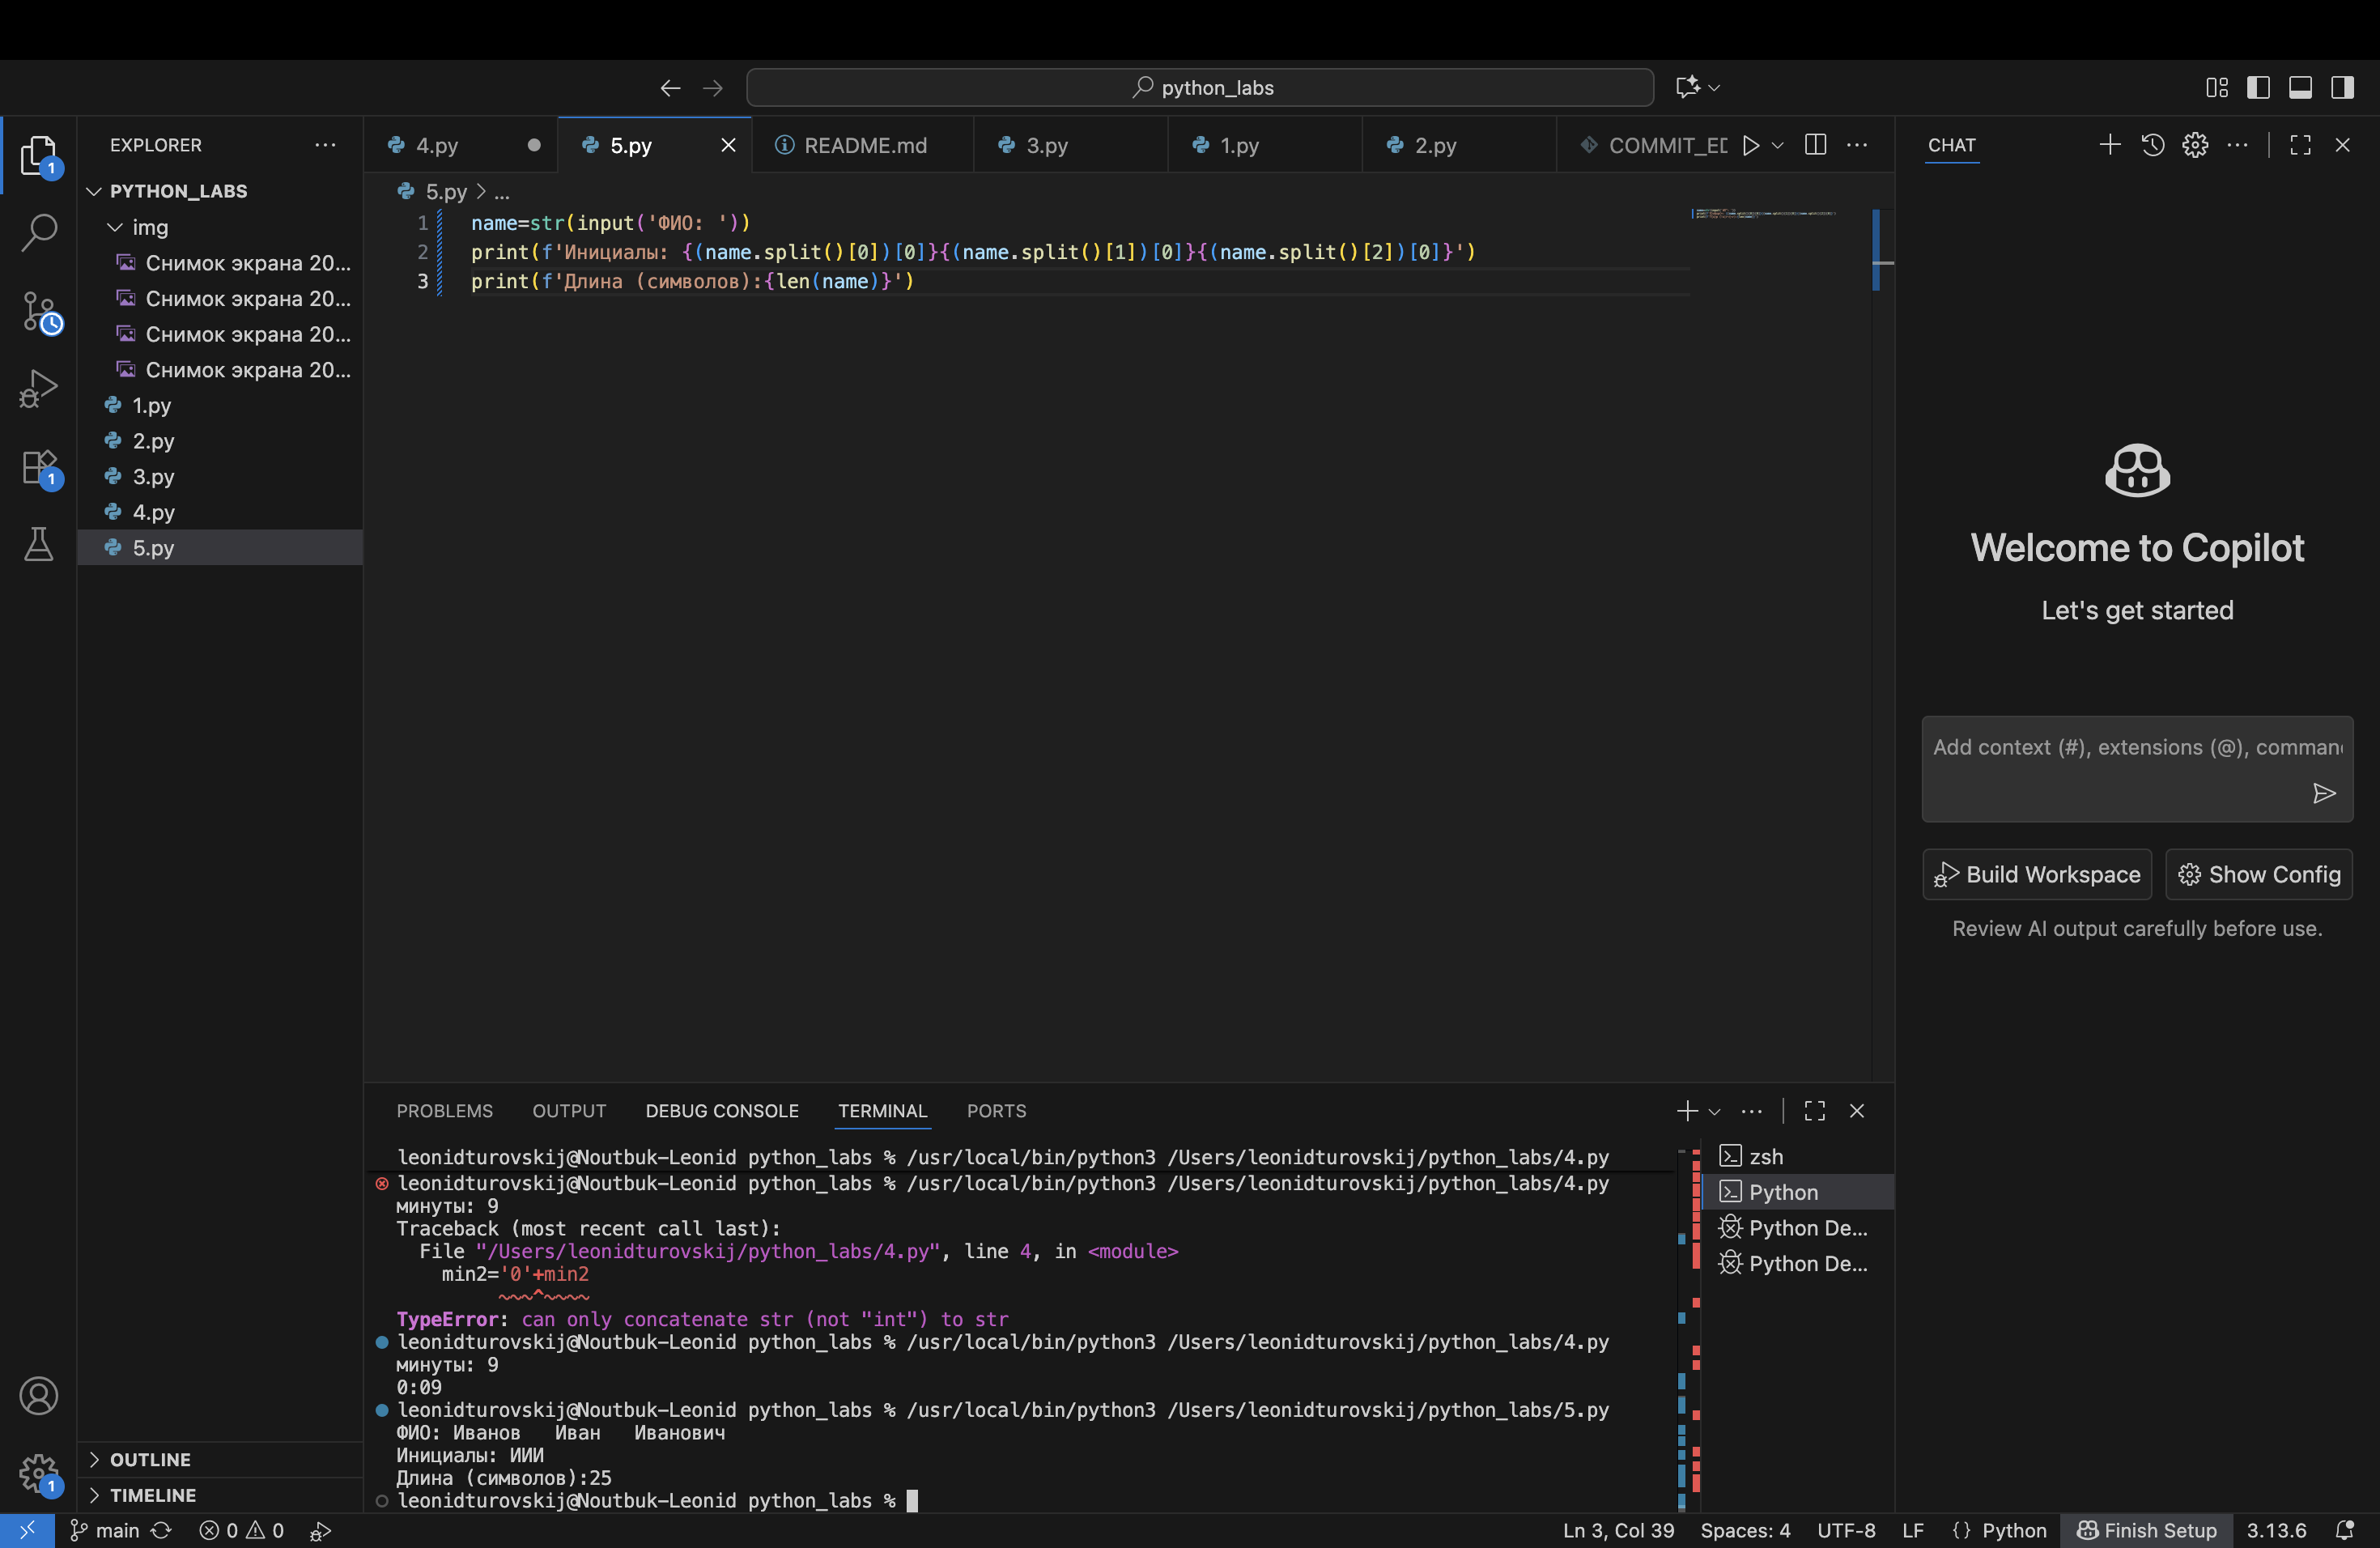 python_labs
EXPLORER
PYTHON_LABS
img
Снимок экрана 20...
Снимок экрана 20...
Снимок экрана 20...
Снимок экрана 20...
1.py
2.py
3.py
4.py
5.py
OUTLINE
TIMELINE
1
1
1
4.py
5.py
README.md
3.py
1.py
2.py
COMMIT_ED
5.py > ...
1 name=str(input('ФИО: '))
2 print(f'Инициалы: {(name.split()[0])[0]}{(name.split()[1])[0]}{(name.split()[2])[0]}')
3 print(f'Длина (символов):{len(name)}')
PROBLEMS OUTPUT DEBUG CONSOLE TERMINAL PORTS
leonidturovskij@Noutbuk-Leonid python_labs % /usr/local/bin/python3 /Users/leonidturovskij/python_labs/4.py
leonidturovskij@Noutbuk-Leonid python_labs % /usr/local/bin/python3 /Users/leonidturovskij/python_labs/4.py
минуты: 9
Traceback (most recent call last):
File "/Users/leonidturovskij/python_labs/4.py", line 4, in <module>
min2='0'+min2
~~~^~~~~
TypeError: can only concatenate str (not "int") to str
leonidturovskij@Noutbuk-Leonid python_labs % /usr/local/bin/python3 /Users/leonidturovskij/python_labs/4.py
минуты: 9
0:09
leonidturovskij@Noutbuk-Leonid python_labs % /usr/local/bin/python3 /Users/leonidturovskij/python_labs/5.py
ФИО: Иванов   Иван   Иванович
Инициалы: ИИИ
Длина (символов):25
leonidturovskij@Noutbuk-Leonid python_labs %
zsh
Python
Python De...
Python De...
CHAT
Welcome to Copilot
Let's get started
Add context (#), extensions (@), comman
Build Workspace
Show Config
Review AI output carefully before use.
main 0 0 Ln 3, Col 39 Spaces: 4 UTF-8 LF {} Python Finish Setup 3.13.6